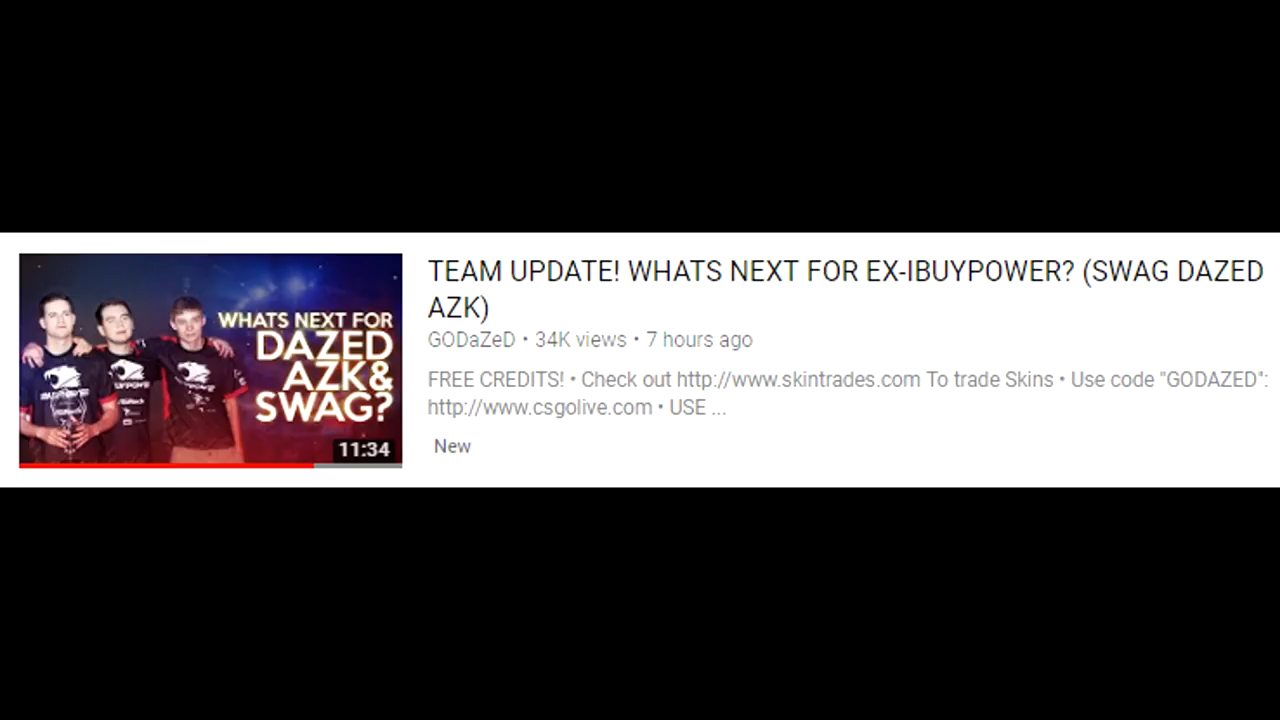 WHATS NEXT FOR
DAZED
AZK&
SWAG?
11:34
TEAM UPDATE! WHATS NEXT FOR EX-IBUYPOWER? (SWAG DAZED
AZK)
GODaZeD • 34K views • 7 hours ago
FREE CREDITS! • Check out http://www.skintrades.com To trade Skins • Use code "GODAZED":
http://www.csgolive.com • USE ...
New